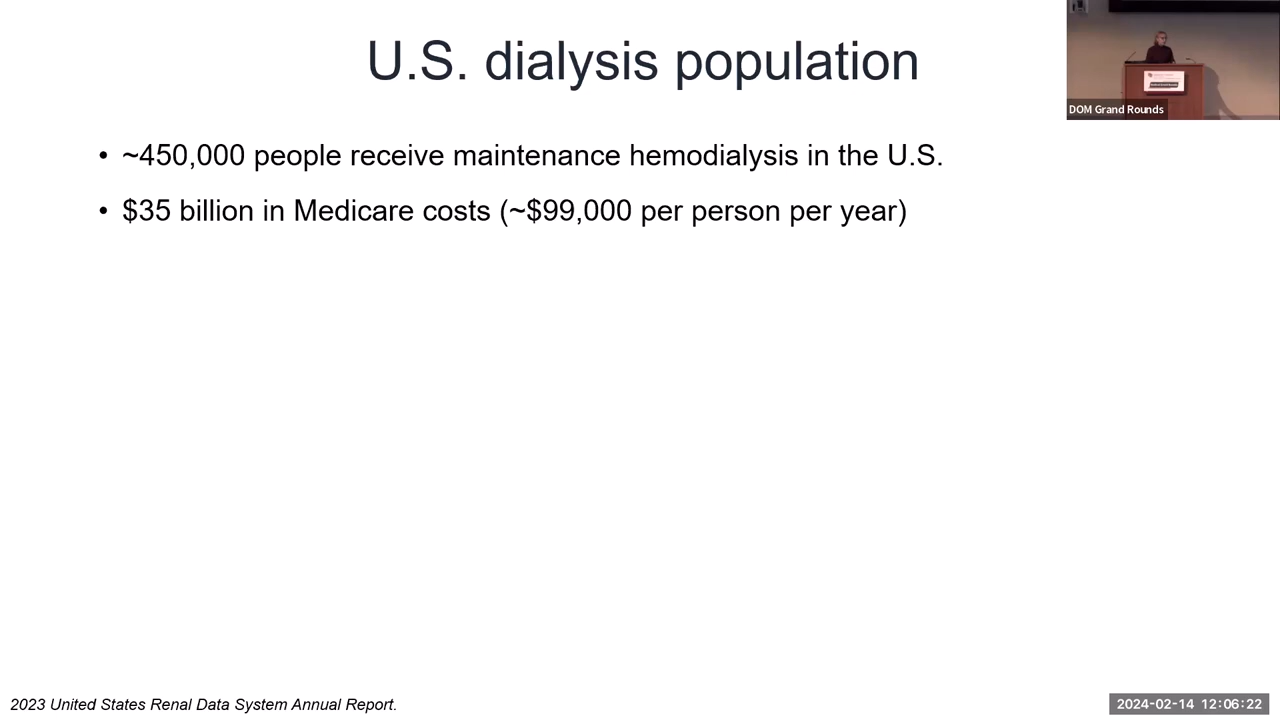 U.S. dialysis population
DOM Grand Rounds
• ~450,000 people receive maintenance hemodialysis in the U.S.
• $35 billion in Medicare costs (~$99,000 per person per year)
2023 United States Renal Data System Annual Report.
2024-02-14 12:06:22